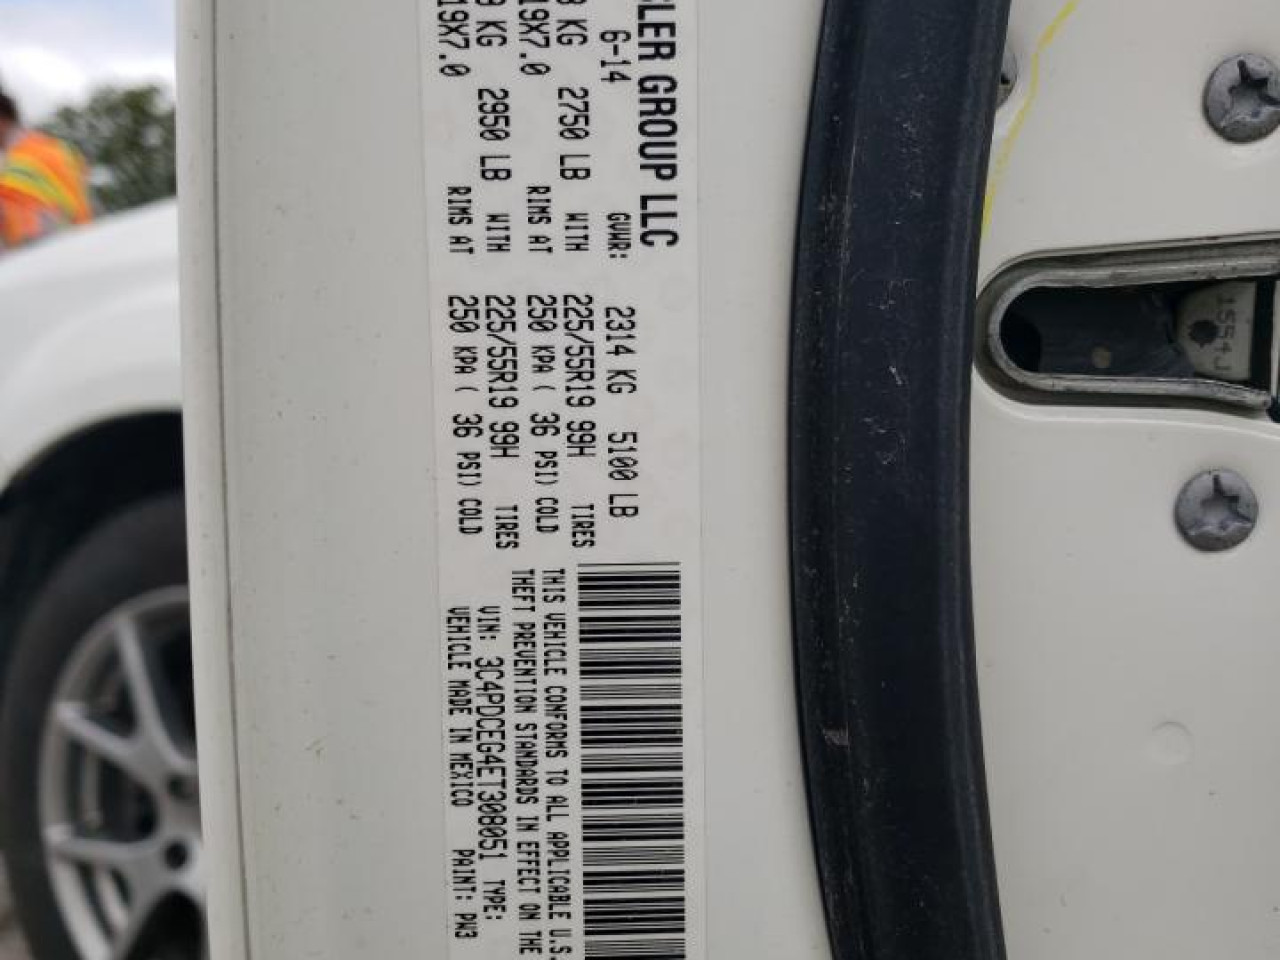 SLER GROUP LLC
6-14 GVWR: 2314 KG 5100 LB
KG 2750 LB WITH 225/55R19 99H TIRES
19X7.0 RIMS AT 250 KPA ( 36 PSI) COLD
KG 2950 LB WITH 225/55R19 99H TIRES
19X7.0 RIMS AT 250 KPA ( 36 PSI) COLD
THIS VEHICLE CONFORMS TO ALL APPLICABLE U.S.
THEFT PREVENTION STANDARDS IN EFFECT ON THE
VIN: 3C4PDCEG4ET308051 TYPE:
VEHICLE MADE IN MEXICO PAINT: PW3
1554J